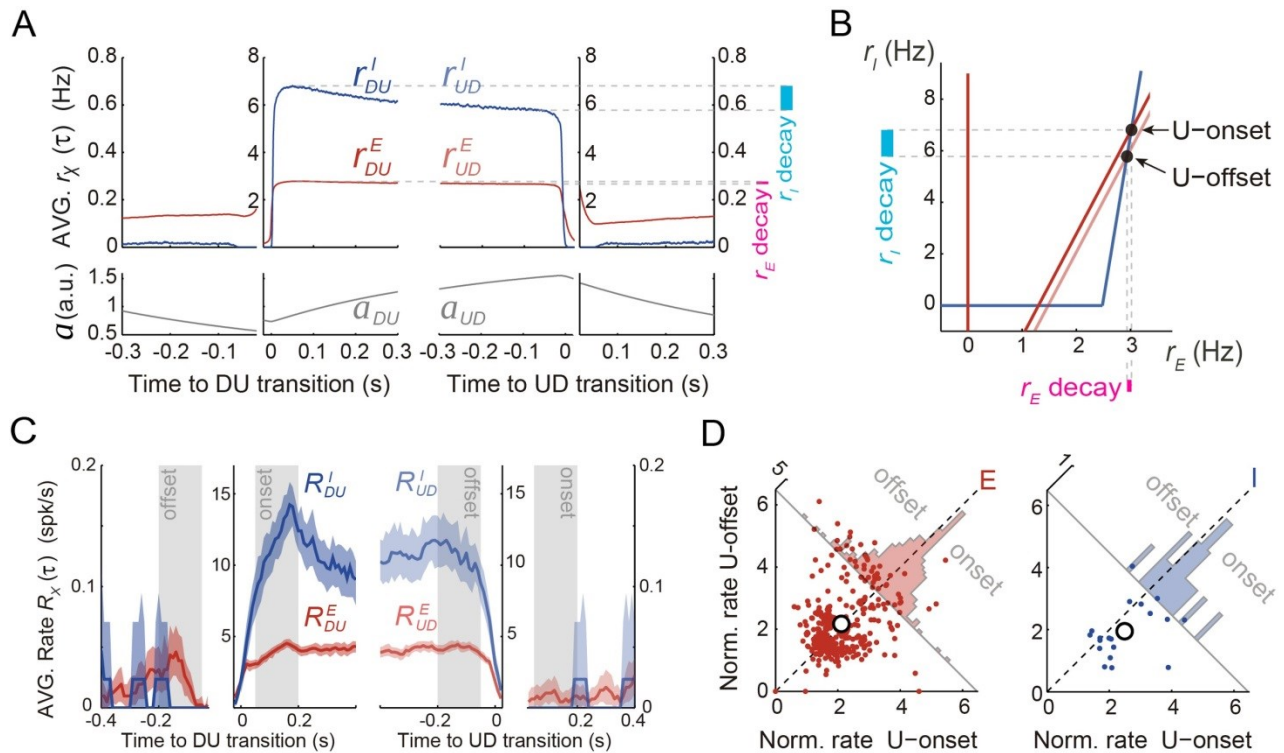 A
AVG. r_χ (τ) (Hz)
0.8
0.6
0.4
0.2
0
8
6
4
2
0
r^I_DU
r^E_DU
r^I_UD
r^E_UD
8
6
4
2
0.8
0.6
0.4
0.2
0
r_I decay
r_E decay
a (a.u.)
1.5
1.0
0.5
a_DU
a_UD
-0.3 -0.2 -0.1 0 0.1 0.2 0.3
Time to DU transition (s)
-0.3 -0.2 -0.1 0 0.1 0.2 0.3
Time to UD transition (s)
B
r_I (Hz)
8
6
4
2
0
r_I decay
U-onset
U-offset
0 1 2 3
r_E (Hz)
r_E decay
C
AVG. Rate R_X (τ) (spk/s)
0.2
0.1
0
offset
15
10
5
onset
R^I_DU
R^E_DU
R^I_UD
R^E_UD
offset
15
10
5
onset
0.2
0.1
0
-0.4 -0.2 0 0.2
Time to DU transition (s)
-0.2 0 0.2 0.4
Time to UD transition (s)
D
Norm. rate U-offset
6
4
2
0
5
offset
onset
E
0 2 4 6
Norm. rate U-onset
6
4
2
0
1
offset
onset
I
0 2 4 6
Norm. rate U-onset